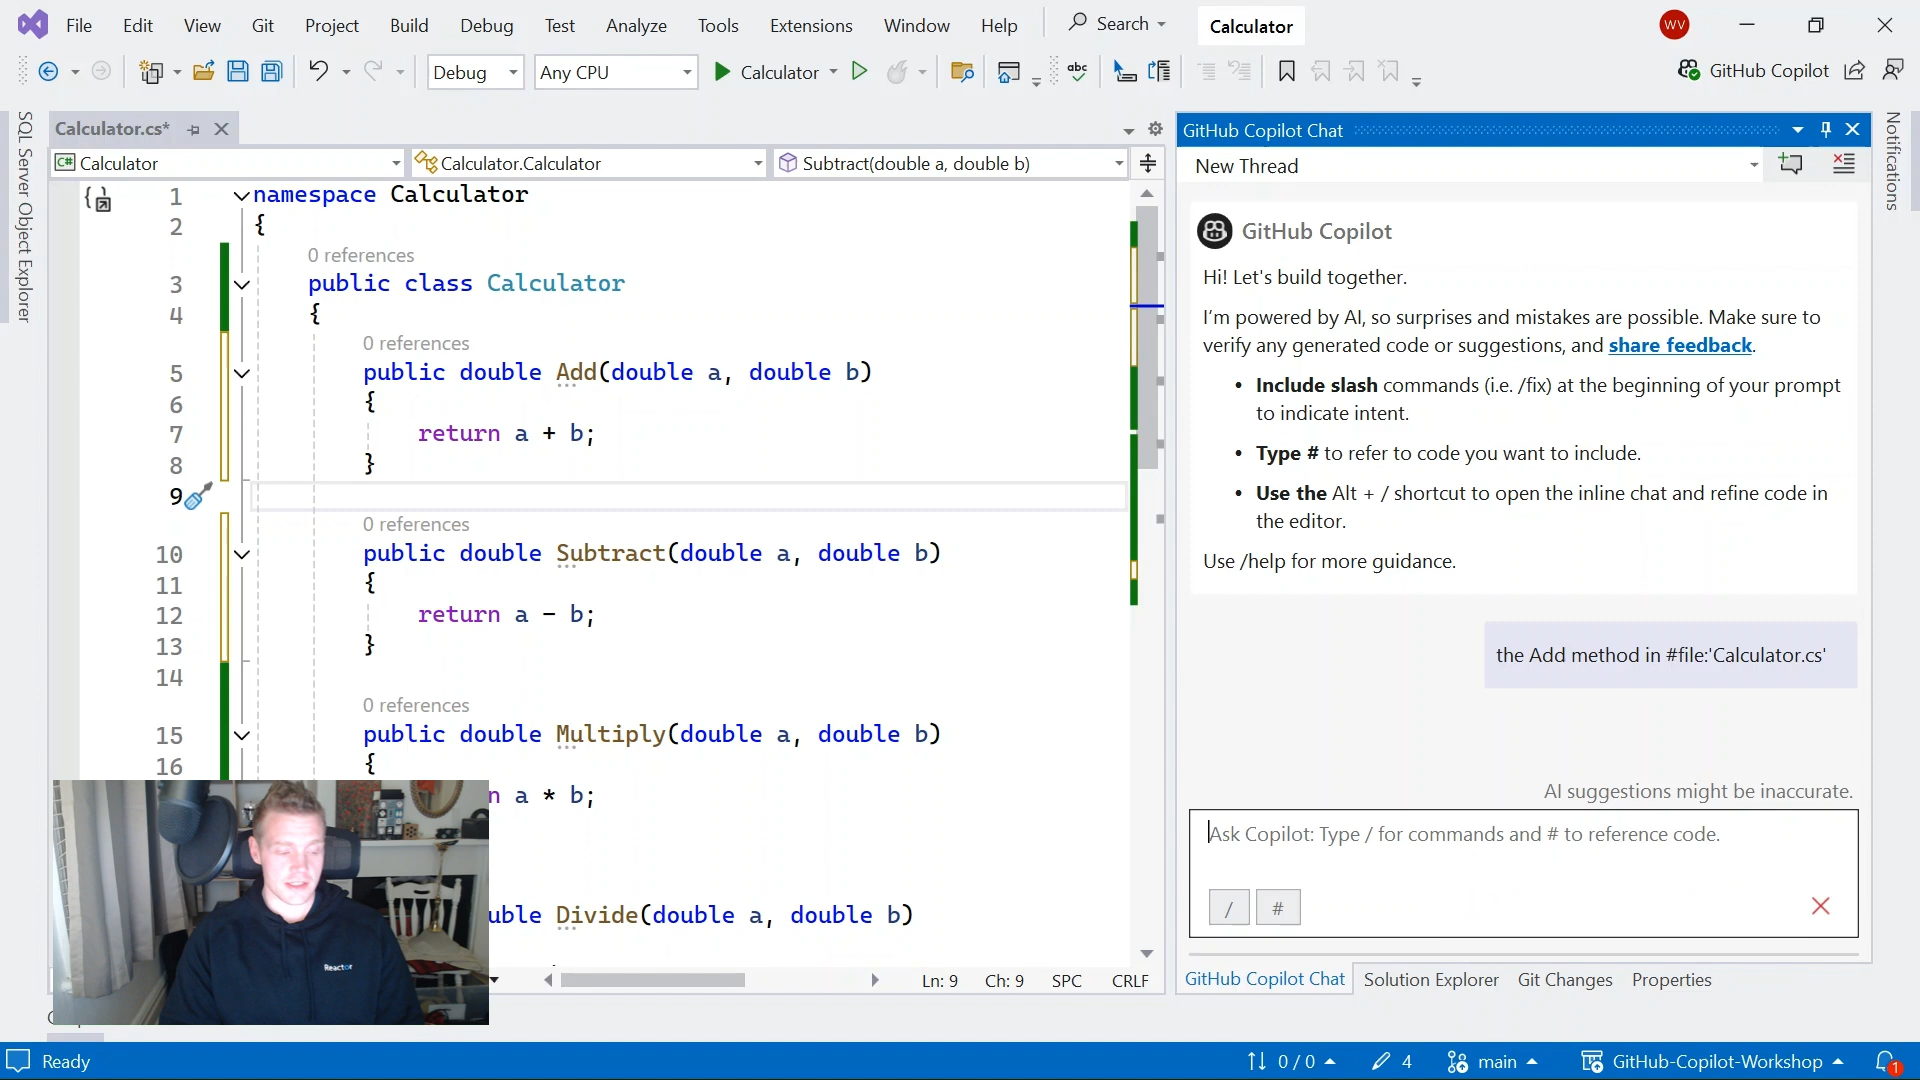 File Edit View Git Project Build Debug Test Analyze Tools Extensions Window Help Search Calculator WV
Debug Any CPU Calculator abc GitHub Copilot
SQL Server Object Explorer
Calculator.cs*
C# Calculator Calculator.Calculator Subtract(double a, double b)
1 namespace Calculator
2 {
0 references
3 public class Calculator
4 {
0 references
5 public double Add(double a, double b)
6 {
7 return a + b;
8 }
9
0 references
10 public double Subtract(double a, double b)
11 {
12 return a - b;
13 }
14
0 references
15 public double Multiply(double a, double b)
16 {
n a * b;
uble Divide(double a, double b)
Reactor
Ln: 9 Ch: 9 SPC CRLF
GitHub Copilot Chat
New Thread
GitHub Copilot
Hi! Let's build together.
I'm powered by AI, so surprises and mistakes are possible. Make sure to
verify any generated code or suggestions, and share feedback.
• Include slash commands (i.e. /fix) at the beginning of your prompt
to indicate intent.
• Type # to refer to code you want to include.
• Use the Alt + / shortcut to open the inline chat and refine code in
the editor.
Use /help for more guidance.
the Add method in #file:'Calculator.cs'
AI suggestions might be inaccurate.
Ask Copilot: Type / for commands and # to reference code.
/ #
GitHub Copilot Chat Solution Explorer Git Changes Properties
Notifications
Ready 0 / 0 4 main GitHub-Copilot-Workshop 1